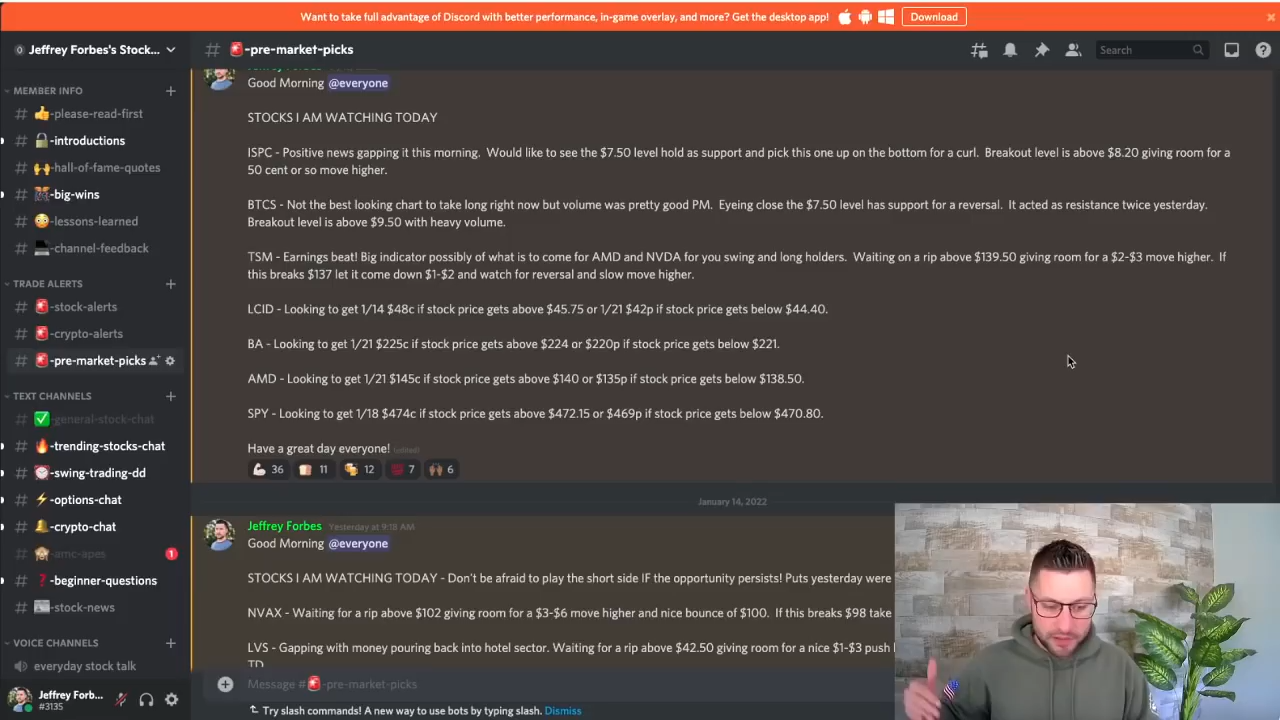 Want to take full advantage of Discord with better performance, in-game overlay, and more? Get the desktop app! Download
Jeffrey Forbes's Stock...
# 🚨-pre-market-picks
Search
MEMBER INFO
# 👍-please-read-first
# 🔒-introductions
# 🙌-hall-of-fame-quotes
# -big-wins
# 😳-lessons-learned
# -channel-feedback
TRADE ALERTS
# 🚨-stock-alerts
# 🚨-crypto-alerts
# 🚨-pre-market-picks
TEXT CHANNELS
# ✅-general-stock-chat
# 🔥-trending-stocks-chat
# ⏰-swing-trading-dd
# ⚡-options-chat
# 🔔-crypto-chat
# 🙈-amc-apes 1
# ❓-beginner-questions
# 📰-stock-news
VOICE CHANNELS
everyday stock talk
Jeffrey Forb...
#3135
Jeffrey Forbes
Good Morning @everyone
STOCKS I AM WATCHING TODAY
ISPC - Positive news gapping it this morning. Would like to see the $7.50 level hold as support and pick this one up on the bottom for a curl. Breakout level is above $8.20 giving room for a
50 cent or so move higher.
BTCS - Not the best looking chart to take long right now but volume was pretty good PM. Eyeing close the $7.50 level has support for a reversal. It acted as resistance twice yesterday.
Breakout level is above $9.50 with heavy volume.
TSM - Earnings beat! Big indicator possibly of what is to come for AMD and NVDA for you swing and long holders. Waiting on a rip above $139.50 giving room for a $2-$3 move higher. If
this breaks $137 let it come down $1-$2 and watch for reversal and slow move higher.
LCID - Looking to get 1/14 $48c if stock price gets above $45.75 or 1/21 $42p if stock price gets below $44.40.
BA - Looking to get 1/21 $225c if stock price gets above $224 or $220p if stock price gets below $221.
AMD - Looking to get 1/21 $145c if stock price gets above $140 or $135p if stock price gets below $138.50.
SPY - Looking to get 1/18 $474c if stock price gets above $472.15 or $469p if stock price gets below $470.80.
Have a great day everyone! (edited)
36 11 12 7 6
January 14, 2022
Jeffrey Forbes Yesterday at 9:18 AM
Good Morning @everyone
STOCKS I AM WATCHING TODAY - Don't be afraid to play the short side IF the opportunity persists! Puts yesterday were
NVAX - Waiting for a rip above $102 giving room for a $3-$6 move higher and nice bounce of $100. If this breaks $98 take
LVS - Gapping with money pouring back into hotel sector. Waiting for a rip above $42.50 giving room for a nice $1-$3 push
TD
Message #🚨-pre-market-picks
Try slash commands! A new way to use bots by typing slash. Dismiss